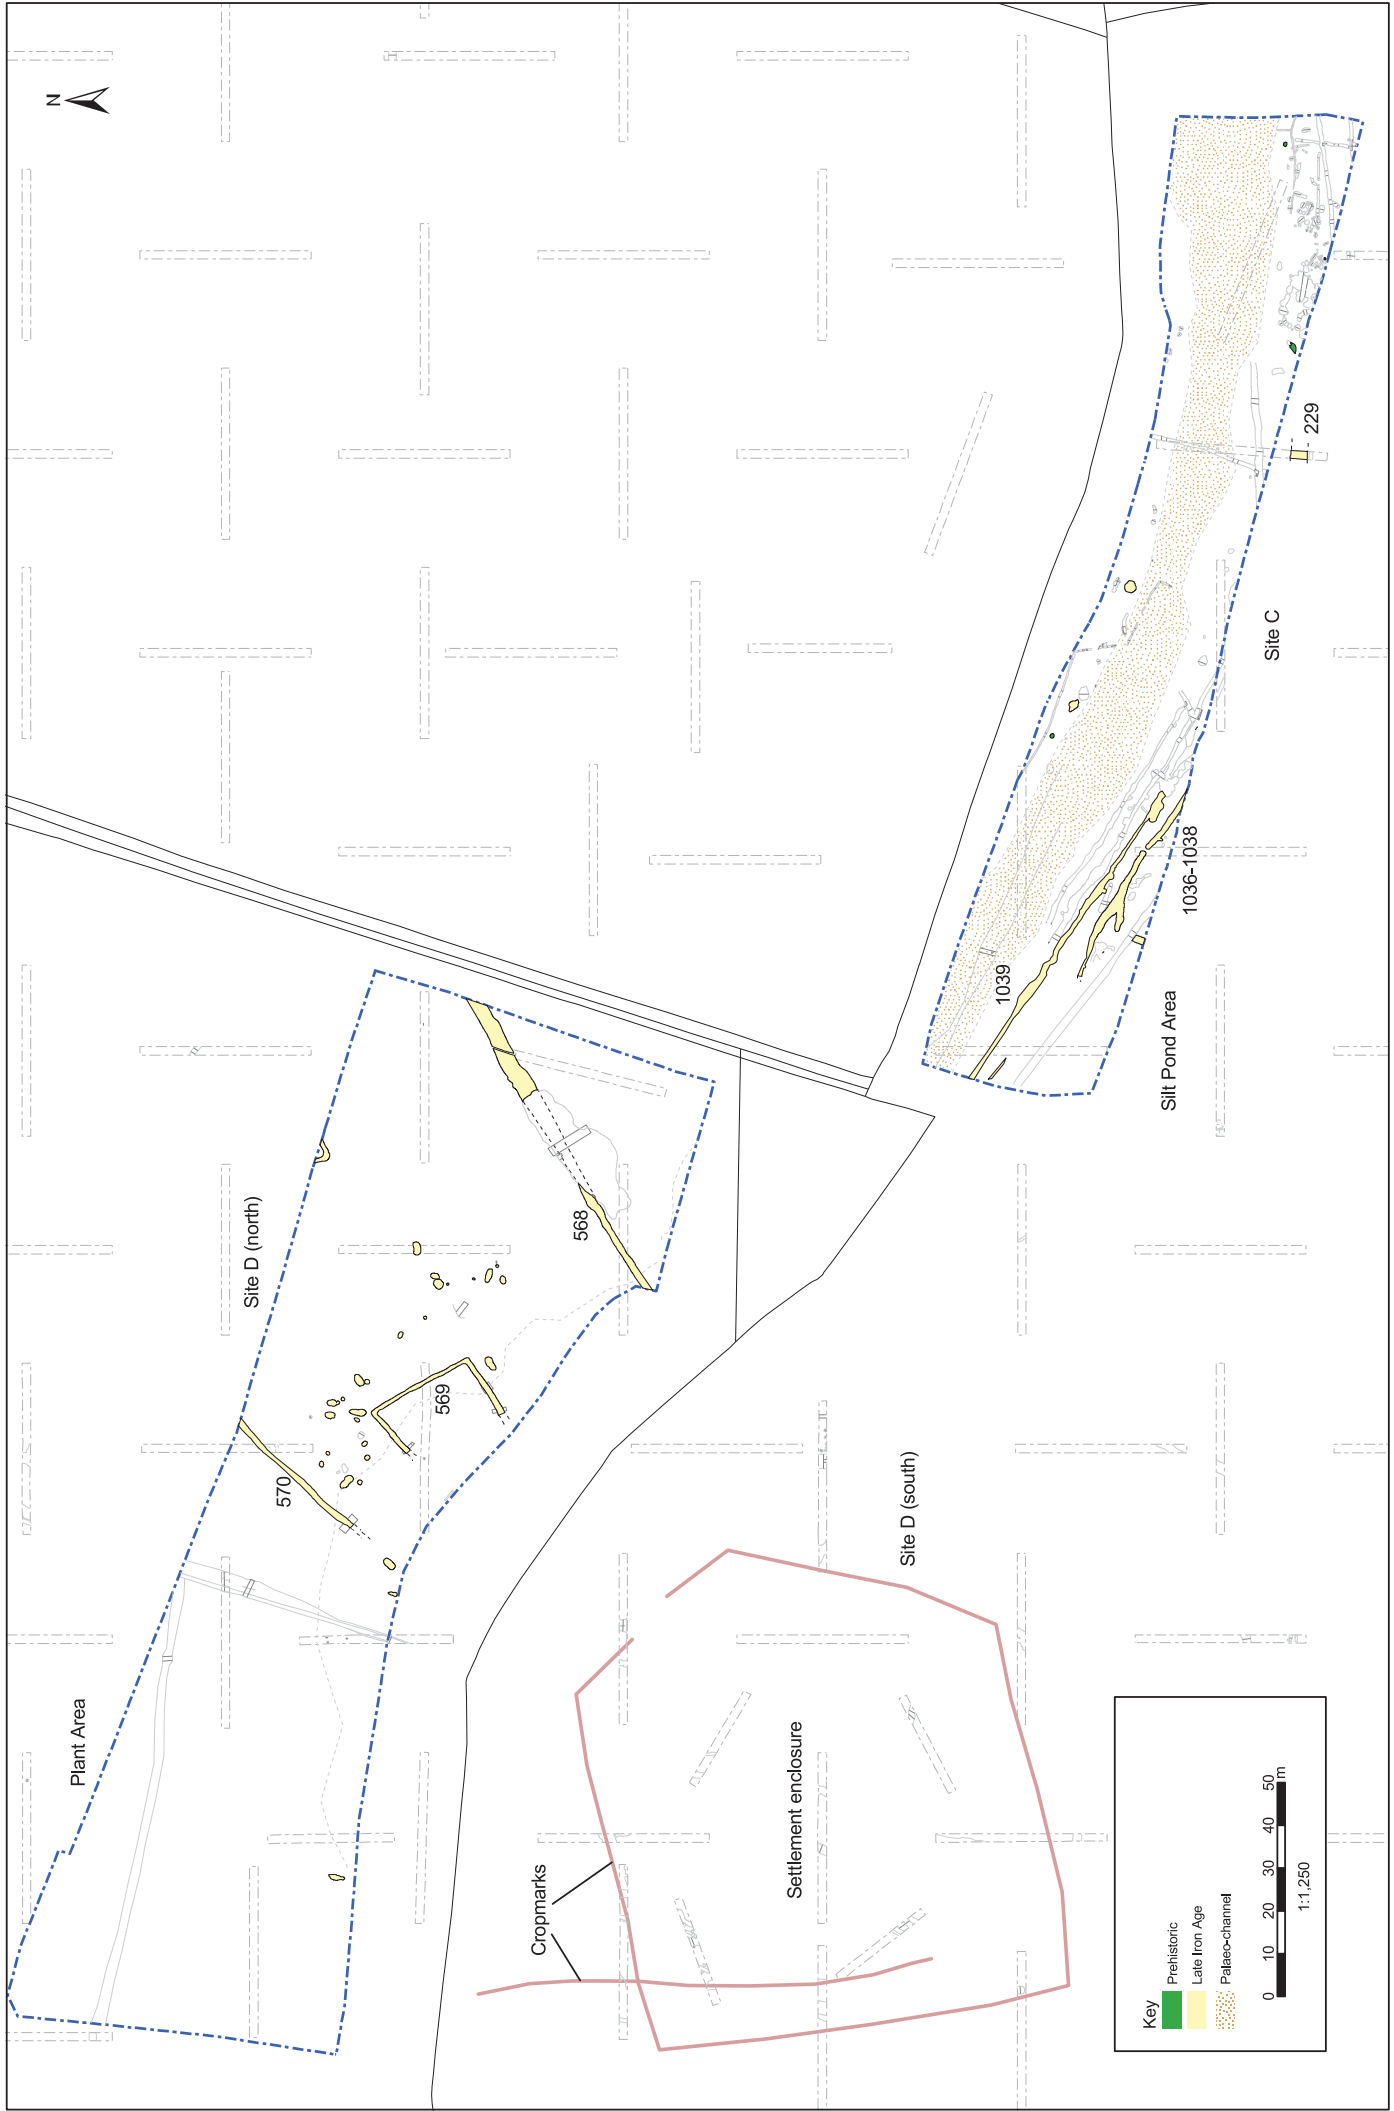 N
Plant Area
Site D (north)
570
569
568
Cropmarks
Settlement enclosure
Site D (south)
1039
1036-1038
Silt Pond Area
Site C
229
Key
Prehistoric
Late Iron Age
Palaeo-channel
0 10 20 30 40 50 m
1:1,250